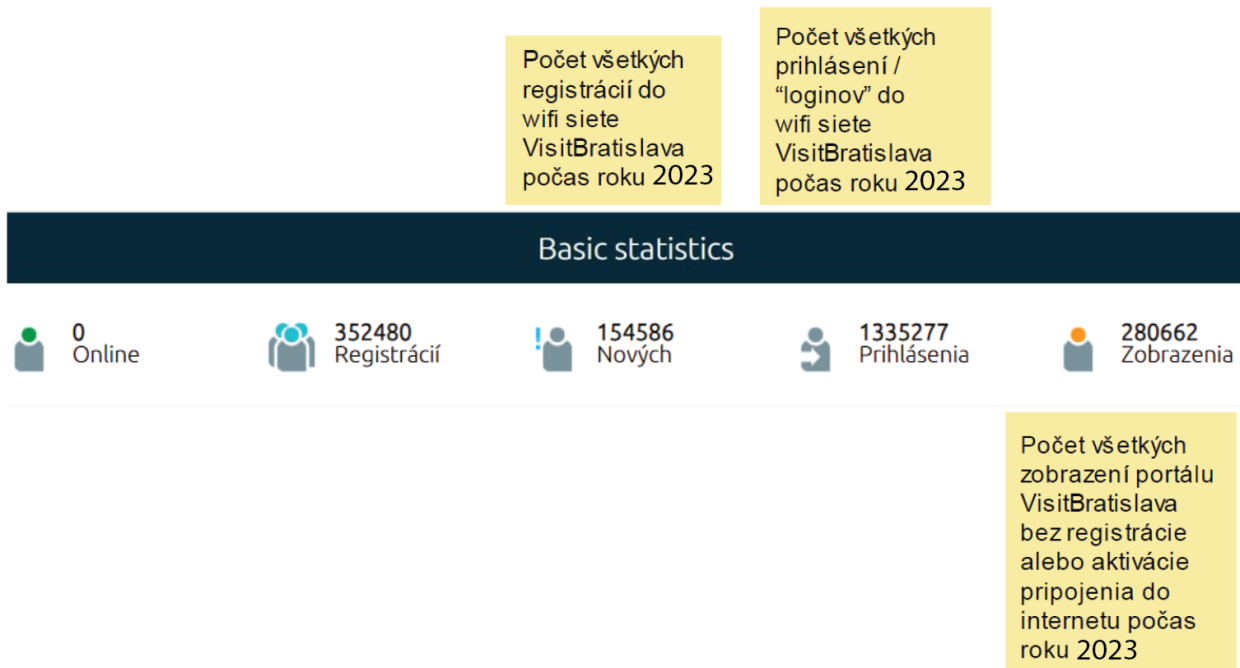 Počet všetkých
registrácií do
wifi siete
VisitBratislava
počas roku 2023
Počet všetkých
prihlásení /
“loginov” do
wifi siete
VisitBratislava
počas roku 2023
Basic statistics
0
Online
352480
Registrácií
154586
Nových
1335277
Prihlásenia
280662
Zobrazenia
Počet všetkých
zobrazení portálu
VisitBratislava
bez registrácie
alebo aktivácie
pripojenia do
internetu počas
roku 2023